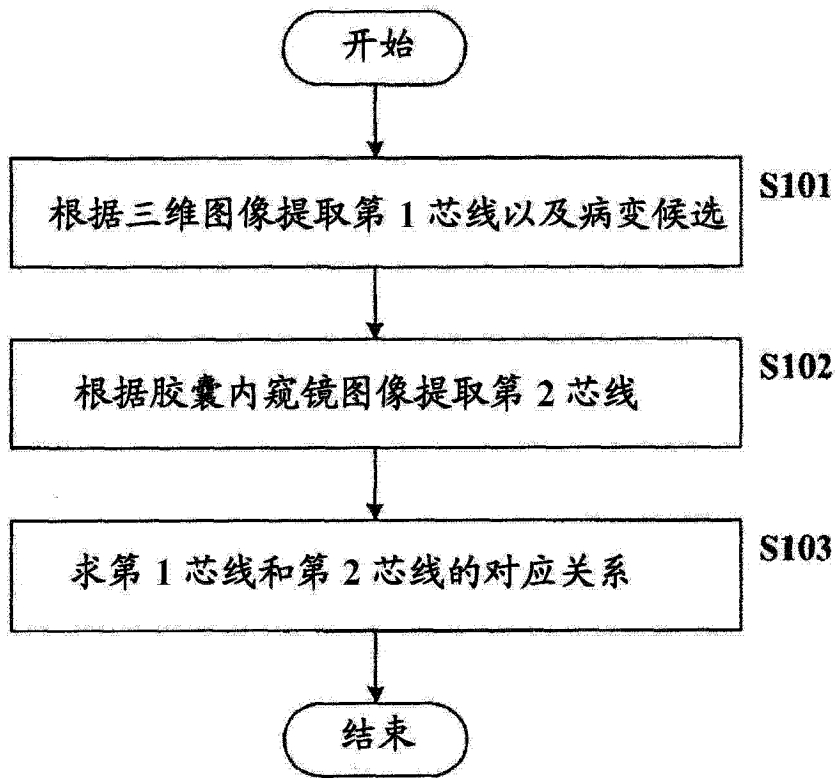 开始
根据三维图像提取第 1 芯线以及病变候选
S101
根据胶囊内窥镜图像提取第 2 芯线
S102
求第 1 芯线和第 2 芯线的对应关系
S103
结束